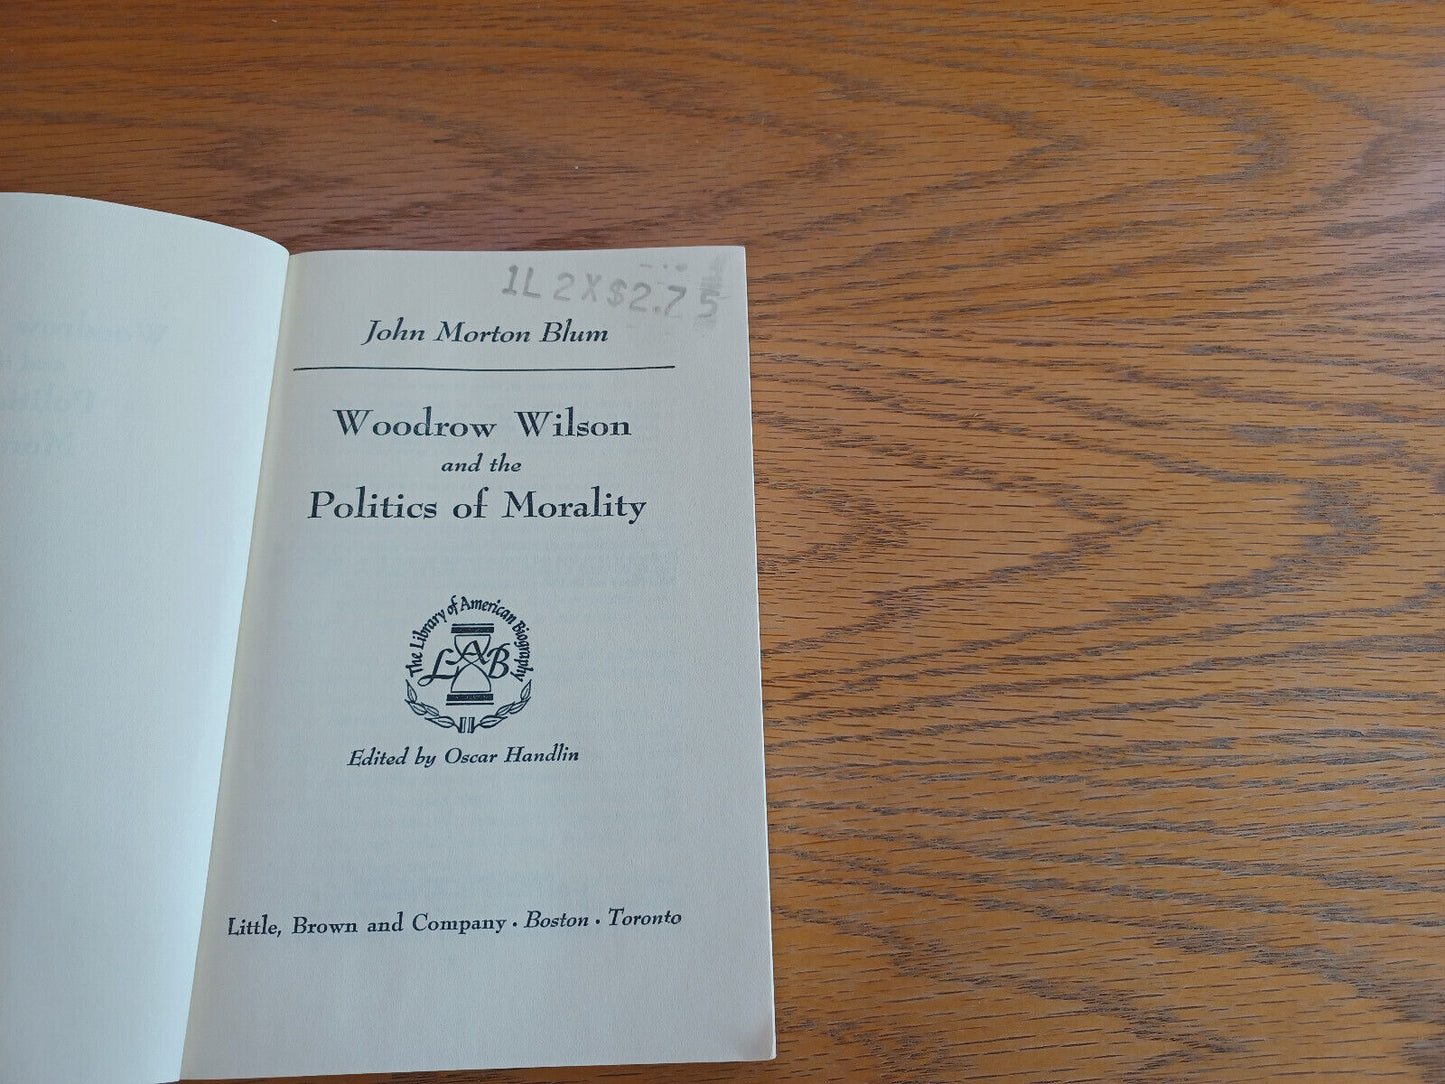 1L 2X$2.75
John Morton Blum
Woodrow Wilson
and the
Politics of Morality
The Library of American Biography
LAB
Edited by Oscar Handlin
Little, Brown and Company · Boston · Toronto